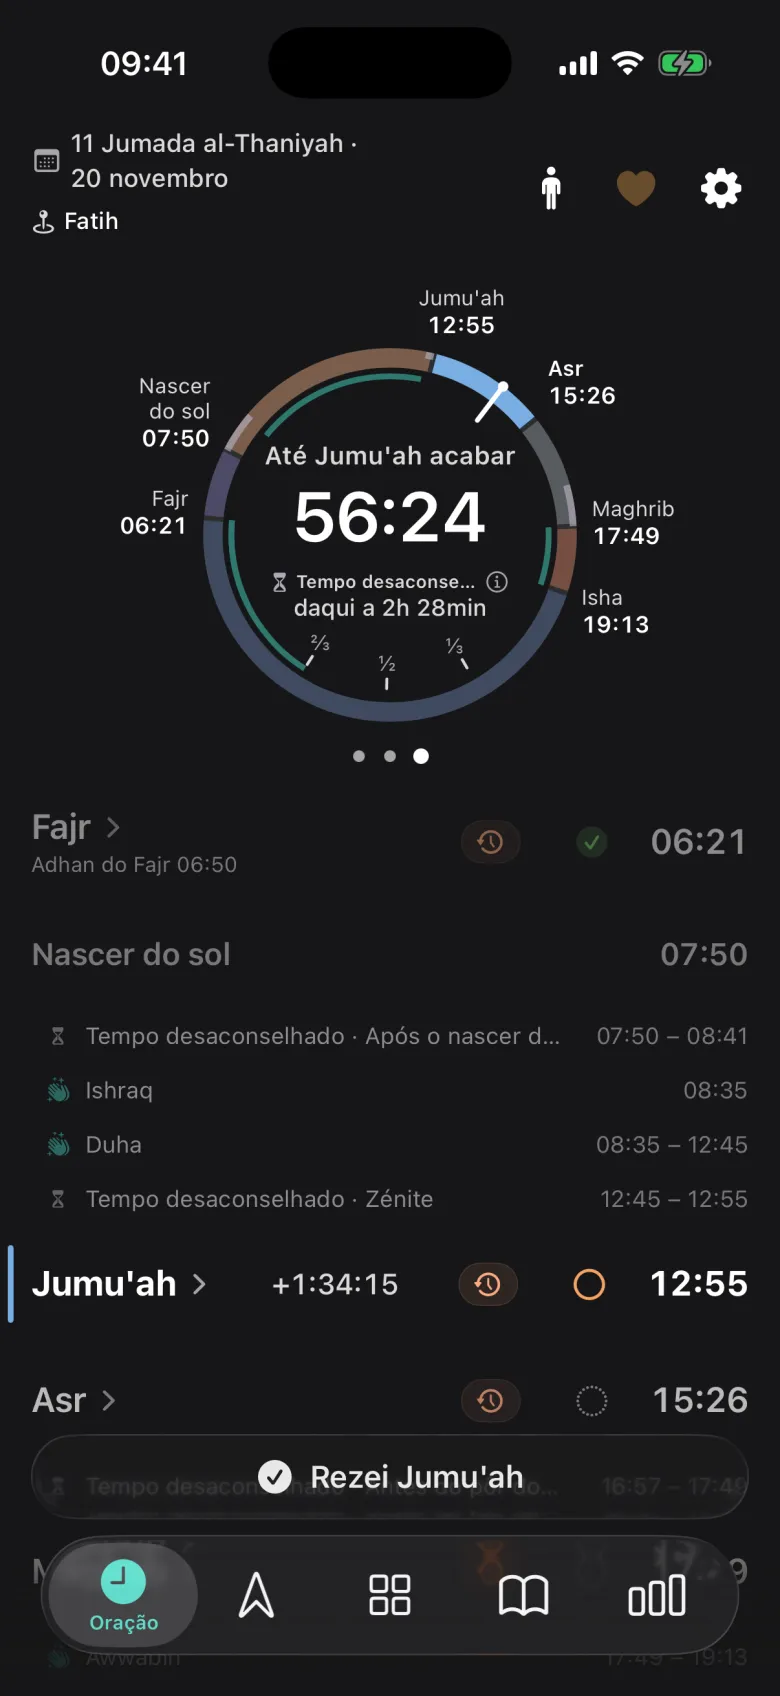 09:41
11 Jumada al-Thaniyah ·
20 novembro
Fatih
Jumu'ah
12:55
Asr
15:26
Nascer
do sol
07:50
Fajr
06:21
Maghrib
17:49
Isha
19:13
Até Jumu'ah acabar
56:24
Tempo desaconse...
daqui a 2h 28min
⅔
½
⅓
Fajr
06:21
Adhan do Fajr 06:50
Nascer do sol
07:50
Tempo desaconselhado · Após o nascer d...
07:50 – 08:41
Ishraq
08:35
Duha
08:35 – 12:45
Tempo desaconselhado · Zénite
12:45 – 12:55
Jumu'ah
+1:34:15
12:55
Asr
15:26
Rezei Jumu'ah
Oração
Awwabin
17:49 – 19:13